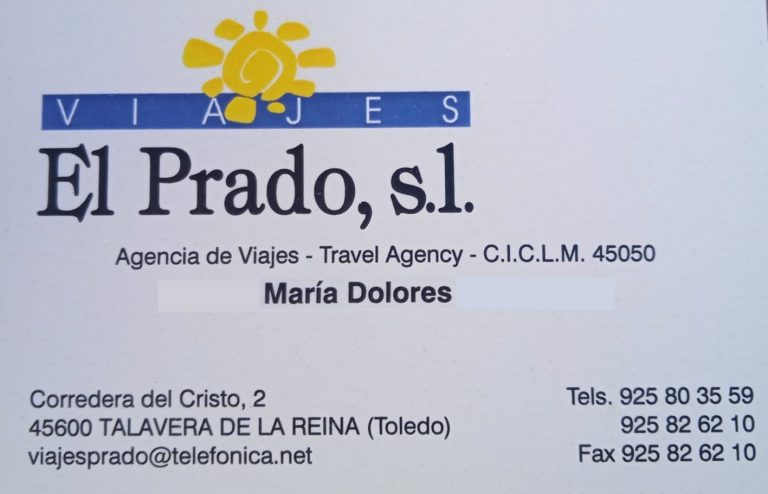 VIAJES
El Prado, s.l.
Agencia de Viajes - Travel Agency - C.I.C.L.M. 45050
María Dolores
Corredera del Cristo, 2
45600 TALAVERA DE LA REINA (Toledo)
viajesprado@telefonica.net
Tels. 925 80 35 59
925 82 62 10
Fax 925 82 62 10